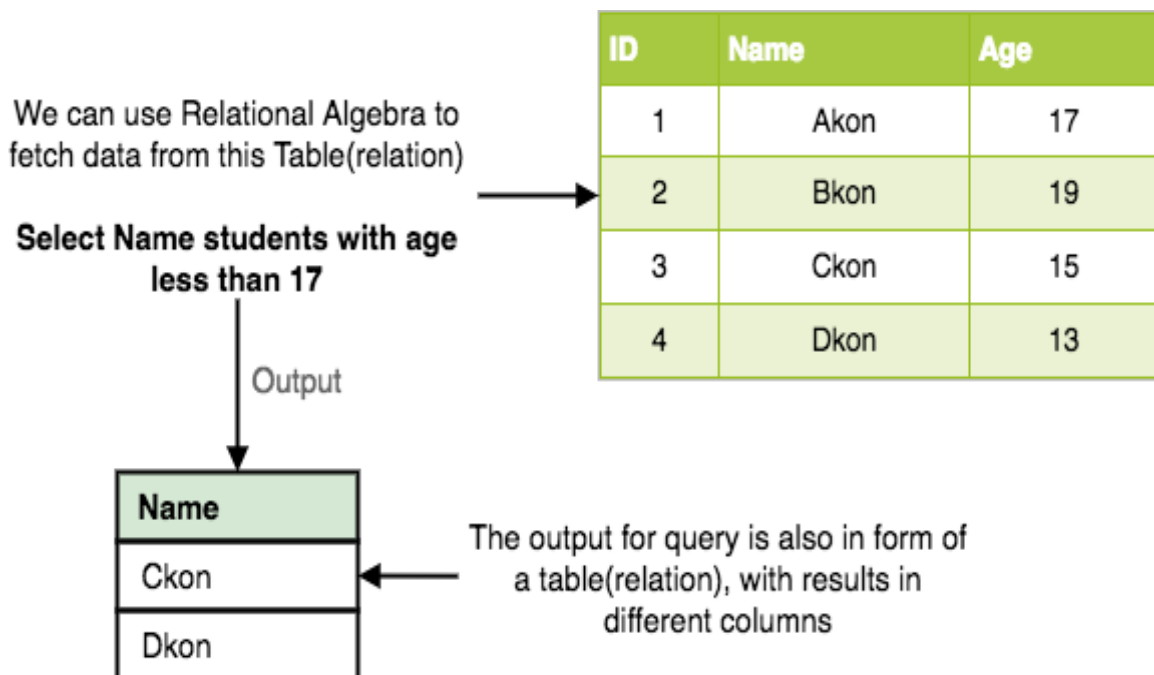 We can use Relational Algebra to
fetch data from this Table(relation)
Select Name students with age
less than 17
ID Name Age
1 Akon 17
2 Bkon 19
3 Ckon 15
4 Dkon 13
Output
Name
Ckon
Dkon
The output for query is also in form of
a table(relation), with results in
different columns